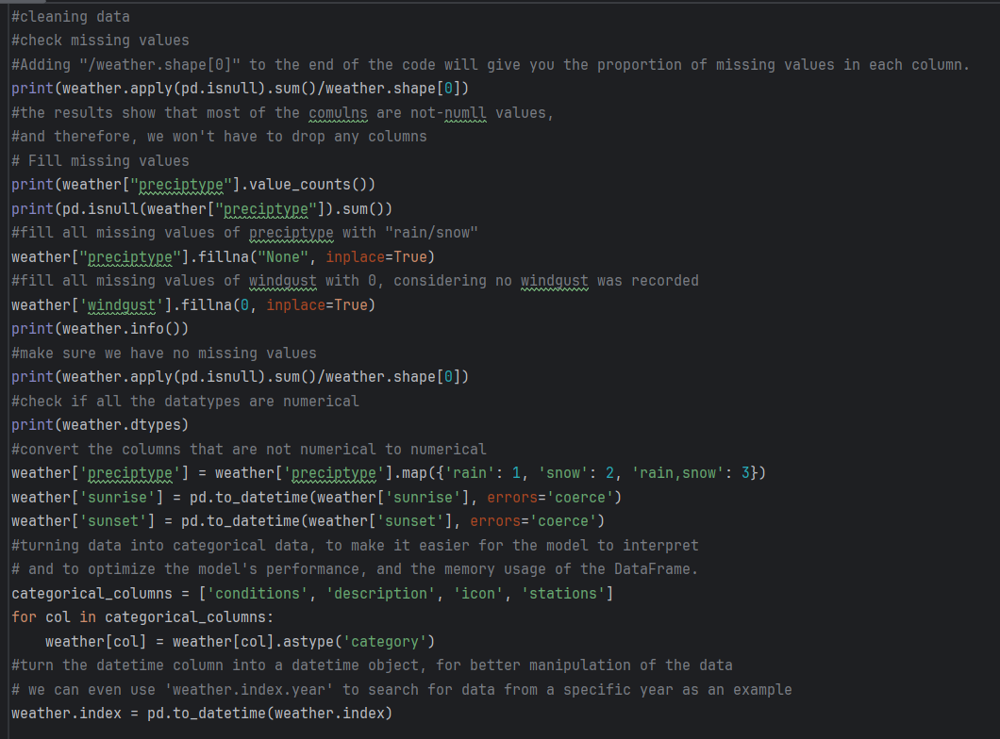 #cleaning data
#check missing values
#Adding "/weather.shape[0]" to the end of the code will give you the proportion of missing values in each column.
print(weather.apply(pd.isnull).sum()/weather.shape[0])
#the results show that most of the comulns are not-numll values,
#and therefore, we won't have to drop any columns
# Fill missing values
print(weather["preciptype"].value_counts())
print(pd.isnull(weather["preciptype"]).sum())
#fill all missing values of preciptype with "rain/snow"
weather["preciptype"].fillna("None", inplace=True)
#fill all missing values of windgust with 0, considering no windgust was recorded
weather['windgust'].fillna(0, inplace=True)
print(weather.info())
#make sure we have no missing values
print(weather.apply(pd.isnull).sum()/weather.shape[0])
#check if all the datatypes are numerical
print(weather.dtypes)
#convert the columns that are not numerical to numerical
weather['preciptype'] = weather['preciptype'].map({'rain': 1, 'snow': 2, 'rain,snow': 3})
weather['sunrise'] = pd.to_datetime(weather['sunrise'], errors='coerce')
weather['sunset'] = pd.to_datetime(weather['sunset'], errors='coerce')
#turning data into categorical data, to make it easier for the model to interpret
# and to optimize the model's performance, and the memory usage of the DataFrame.
categorical_columns = ['conditions', 'description', 'icon', 'stations']
for col in categorical_columns:
    weather[col] = weather[col].astype('category')
#turn the datetime column into a datetime object, for better manipulation of the data
# we can even use 'weather.index.year' to search for data from a specific year as an example
weather.index = pd.to_datetime(weather.index)